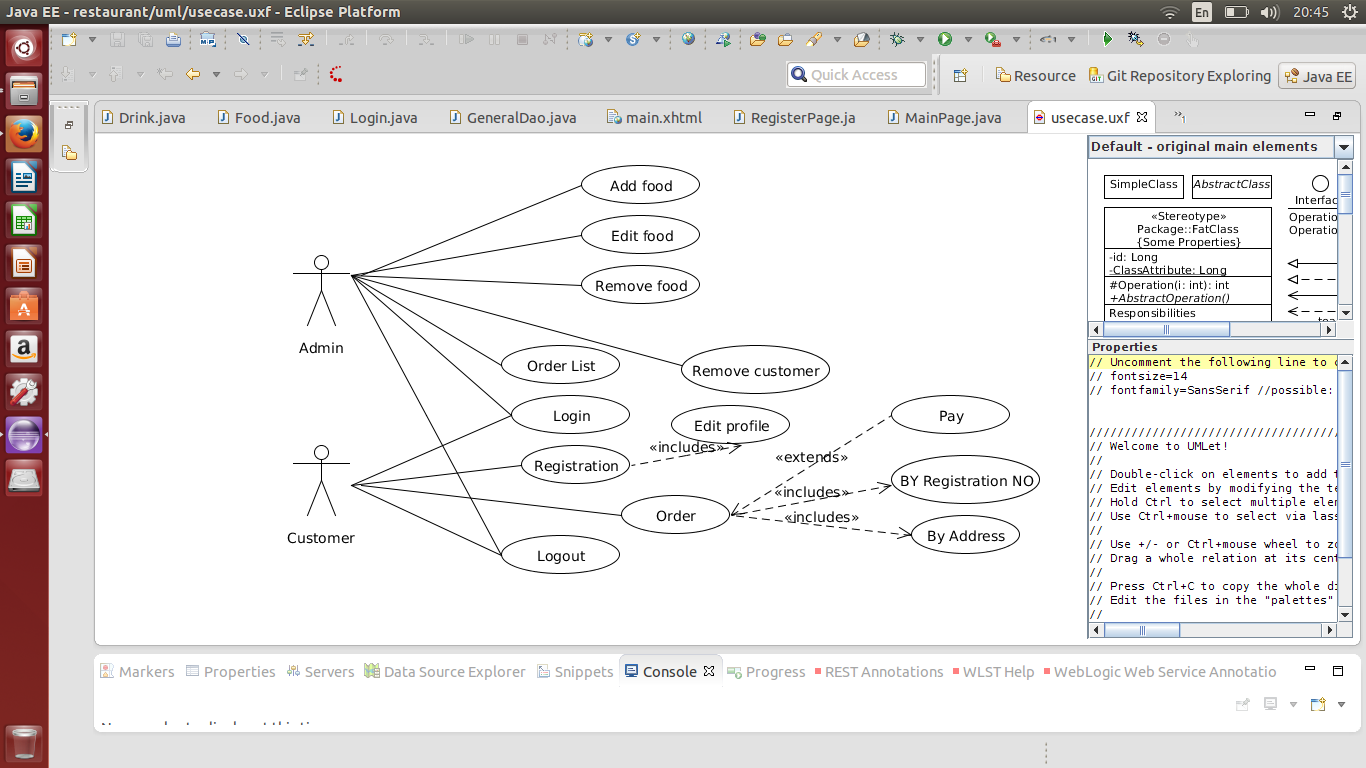 Java EE - restaurant/uml/usecase.uxf - Eclipse Platform
En
20:45
Quick Access
Resource
Git Repository Exploring
Java EE
Drink.java
Food.java
Login.java
GeneralDao.java
main.xhtml
RegisterPage.ja
MainPage.java
usecase.uxf
Add food
Edit food
Remove food
Admin
Order List
Remove customer
Login
Edit profile
Pay
«includes»
«extends»
Registration
BY Registration NO
«includes»
Order
«includes»
By Address
Customer
Logout
Default - original main elements
SimpleClass
AbstractClass
Interfac
«Stereotype»
Package::FatClass
{Some Properties}
Operatio
Operatio
-id: Long
-ClassAttribute: Long
#Operation(i: int): int
+AbstractOperation()
Responsibilities
Properties
// Uncomment the following line to
// fontsize=14
// fontfamily=SansSerif //possible:
// Welcome to UMLet!
//
// Double-click on elements to add
// Edit elements by modifying the te
// Hold Ctrl to select multiple elem
// Use Ctrl+mouse to select via lass
//
// Use +/- or Ctrl+mouse wheel to zo
// Drag a whole relation at its cent
//
// Press Ctrl+C to copy the whole di
// Edit the files in the "palettes"
//
Markers
Properties
Servers
Data Source Explorer
Snippets
Console
Progress
REST Annotations
WLST Help
WebLogic Web Service Annotatio